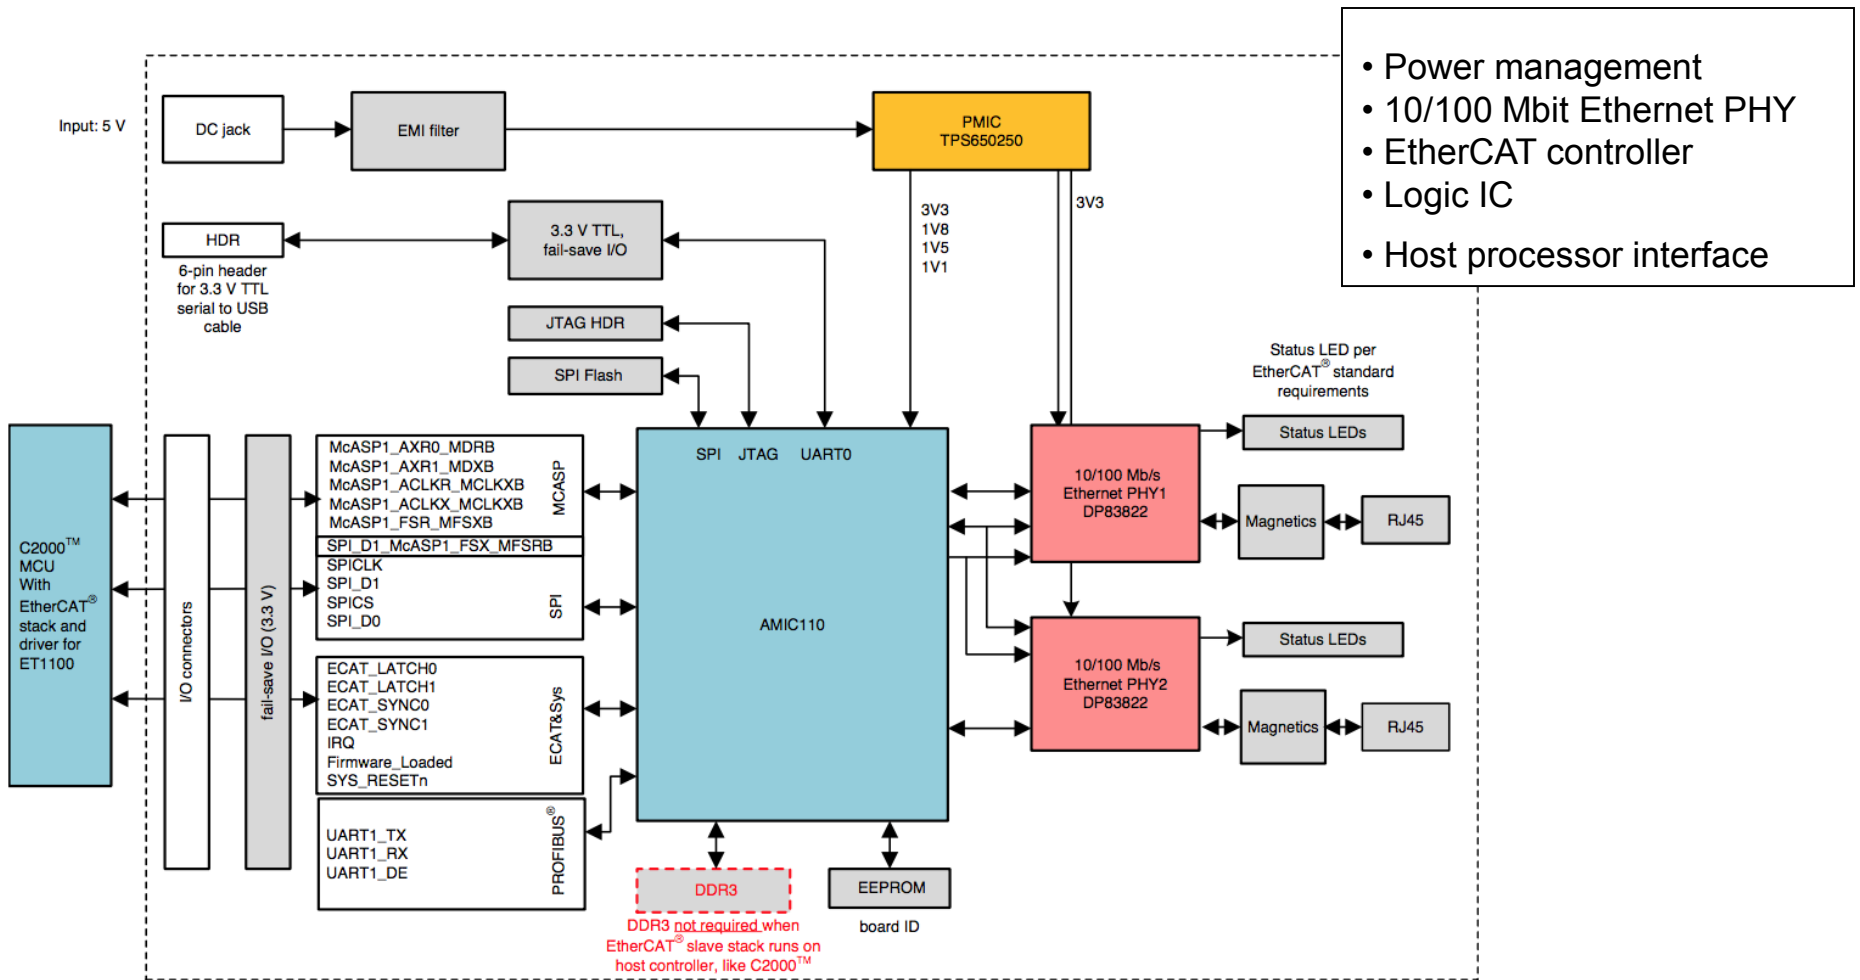 • Power management
• 10/100 Mbit Ethernet PHY
• EtherCAT controller
• Logic IC
• Host processor interface
Input: 5 V
DC jack
EMI filter
PMIC
TPS650250
3V3
1V8
1V5
1V1
3V3
HDR
6-pin header
for 3.3 V TTL
serial to USB
cable
3.3 V TTL,
fail-save I/O
JTAG HDR
SPI Flash
Status LED per
EtherCAT® standard
requirements
C2000™
MCU
With
EtherCAT®
stack and
driver for
ET1100
I/O connectors
fail-save I/O (3.3 V)
McASP1_AXR0_MDRB
McASP1_AXR1_MDXB
McASP1_ACLKR_MCLKXB
McASP1_ACLKX_MCLKXB
McASP1_FSR_MFSXB
MCASP
SPI_D1_McASP1_FSX_MFSRB
SPICLK
SPI_D1
SPICS
SPI_D0
SPI
ECAT_LATCH0
ECAT_LATCH1
ECAT_SYNC0
ECAT_SYNC1
IRQ
Firmware_Loaded
SYS_RESETn
ECAT&Sys
UART1_TX
UART1_RX
UART1_DE
PROFIBUS®
SPI JTAG UART0
AMIC110
10/100 Mb/s
Ethernet PHY1
DP83822
Status LEDs
Magnetics
RJ45
10/100 Mb/s
Ethernet PHY2
DP83822
Status LEDs
Magnetics
RJ45
DDR3
DDR3 not required when
EtherCAT® slave stack runs on
host controller, like C2000™
EEPROM
board ID